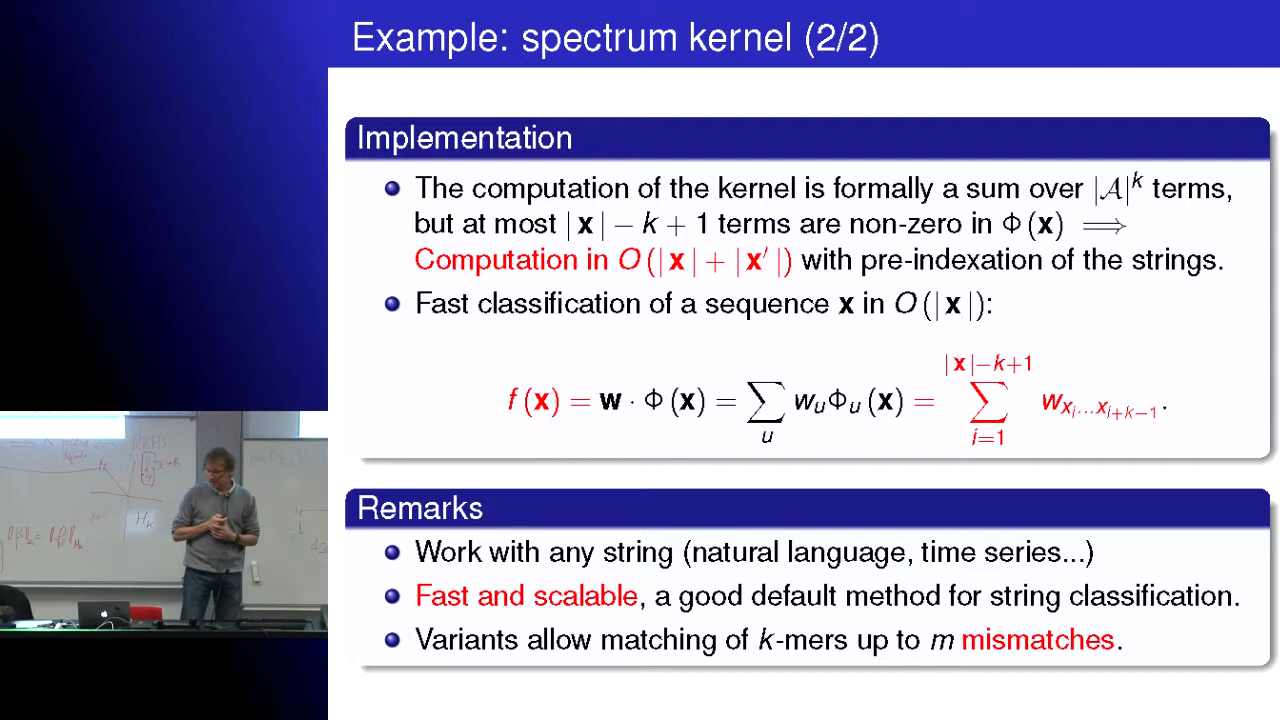 Example: spectrum kernel (2/2)
Implementation
The computation of the kernel is formally a sum over |𝒜|^k terms,
but at most |x| − k + 1 terms are non-zero in Φ(x) ⟹
Computation in O(|x| + |x′|) with pre-indexation of the strings.
Fast classification of a sequence x in O(|x|):
f(x) = w · Φ(x) = ∑_u w_u Φ_u(x) = ∑_{i=1}^{|x|−k+1} w_{x_i...x_{i+k−1}}.
Remarks
Work with any string (natural language, time series...)
Fast and scalable, a good default method for string classification.
Variants allow matching of k-mers up to m mismatches.
RKHS
H_k